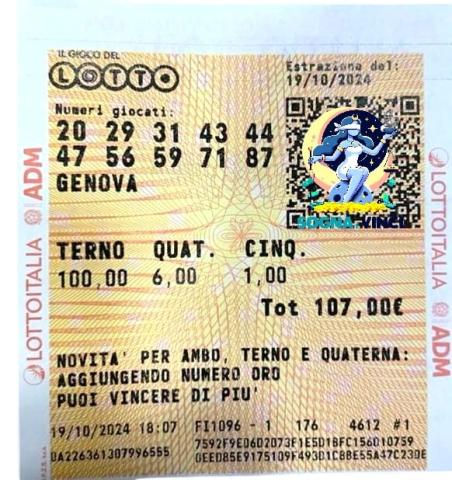 IL GIOCO DEL
LOTTO
Estrazione del:
19/10/2024
Numeri giocati:
20 29 31 43 44
47 56 59 71 87
GENOVA
SOGNA E VINCI
TERNO QUAT. CINQ.
100,00 6,00 1,00
Tot 107,00€
NOVITA' PER AMBO, TERNO E QUATERNA:
AGGIUNGENDO NUMERO ORO
PUOI VINCERE DI PIU'
19/10/2024 18:07 FI1096 - 1 176 4612 #1
LOTTOITALIA ADM
LOTTOITALIA ADM